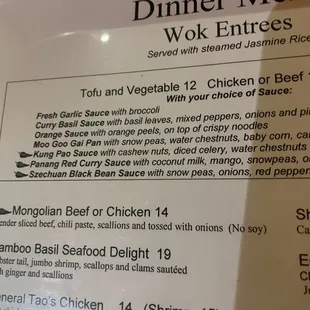 Dinner Me
Wok Entrees
Served with steamed Jasmine Rice
Tofu and Vegetable 12 Chicken or Beef 1
With your choice of Sauce:
Fresh Garlic Sauce with broccoli
Curry Basil Sauce with basil leaves, mixed peppers, onions and pi
Orange Sauce with orange peels, on top of crispy noodles
Moo Goo Gai Pan with snow peas, water chestnuts, baby corn, ca
Kung Pao Sauce with cashew nuts, diced celery, water chestnuts
Panang Red Curry Sauce with coconut milk, mango, snowpeas, o
Szechuan Black Bean Sauce with snow peas, onions, red pepper
Mongolian Beef or Chicken 14
ender sliced beef, chili paste, scallions and tossed with onions (No soy)
Sh
Ca
amboo Basil Seafood Delight 19
bster tail, jumbo shrimp, scallops and clams sautéed
h ginger and scallions
E
C
J
eneral Tao's Chicken 14